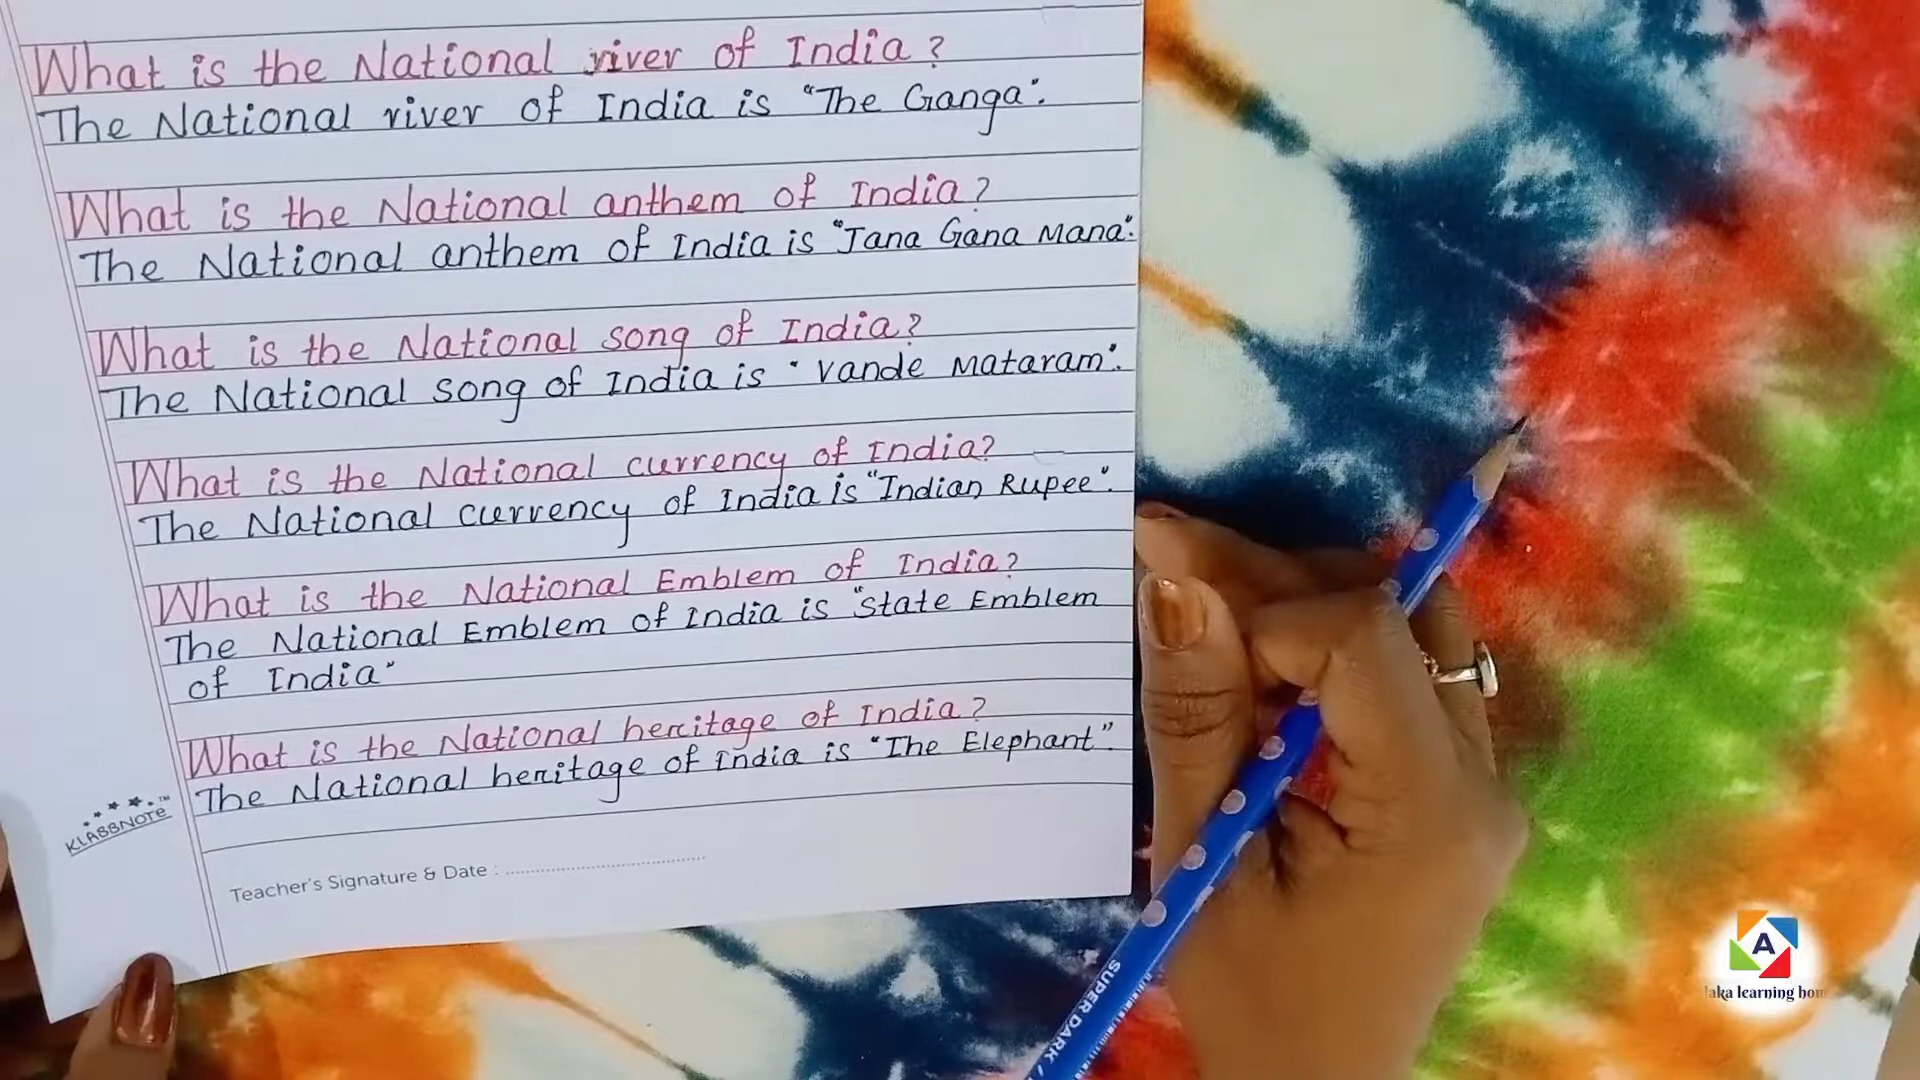 What is the National river of India?
The National river of India is "The Ganga".
What is the National anthem of India?
The National anthem of India is "Jana Gana Mana".
What is the National song of India?
The National song of India is "Vande Mataram".
What is the National currency of India?
The National currency of India is "Indian Rupee".
What is the National Emblem of India?
The National Emblem of India is "State Emblem
of India"
What is the National heritage of India?
The National heritage of India is "The Elephant".
KLASSNOTE™
Teacher's Signature & Date : ........................................
SUPER DARK /
A
laka learning hom